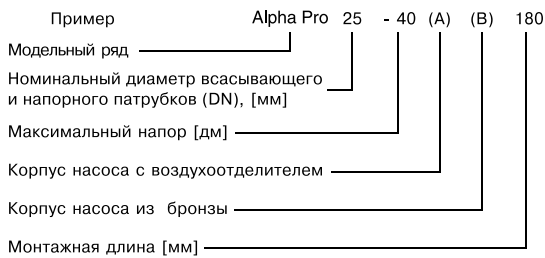 Пример Alpha Pro 25 - 40 (A) (B) 180
Модельный ряд
Номинальный диаметр всасывающего
и напорного патрубков (DN), [мм]
Максимальный напор [дм]
Корпус насоса с воздухоотделителем
Корпус насоса из бронзы
Монтажная длина [мм]